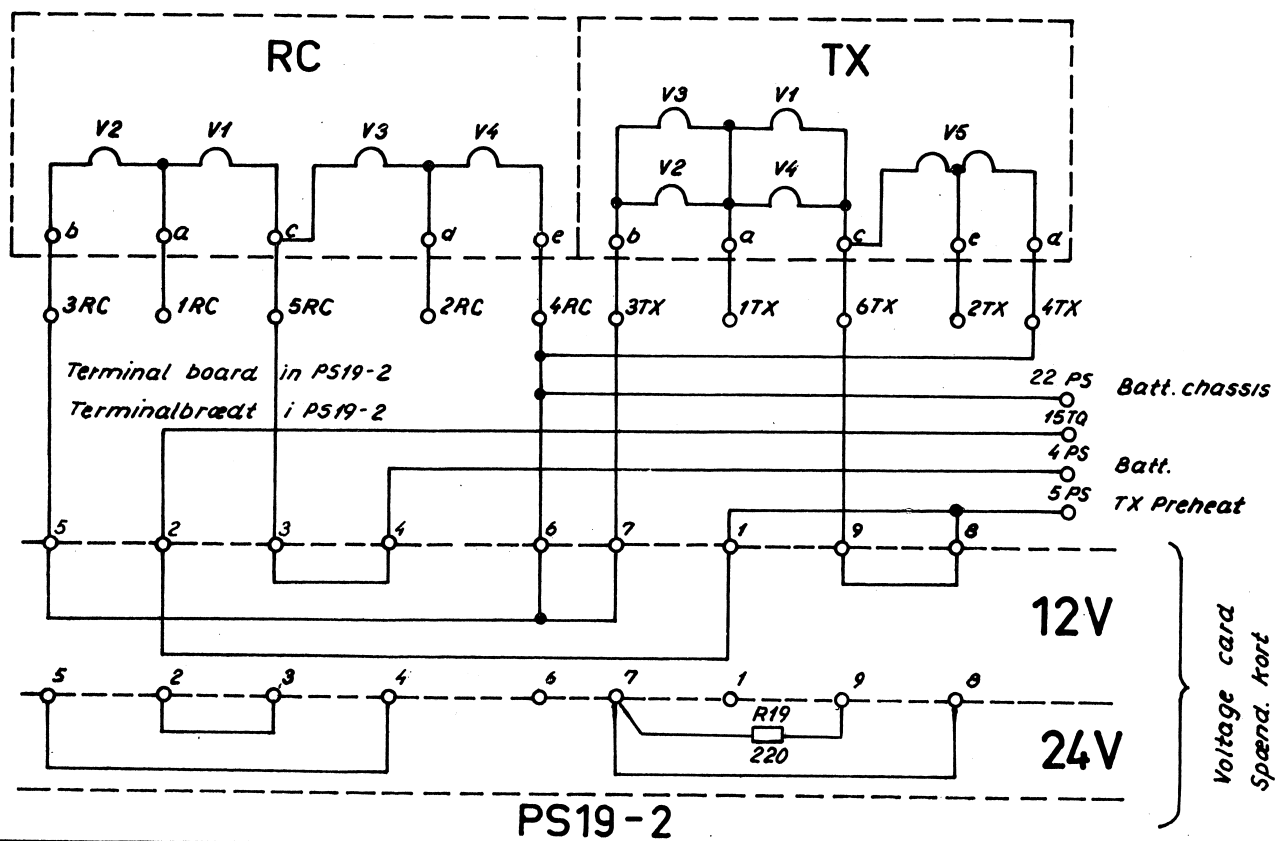 RC TX
V3 V1
V2 V1 V3 V4 V5
V2 V4
b a c d e b a c e d
3RC 1RC 5RC 2RC 4RC 3TX 1TX 6TX 2TX 4TX
Terminal board in PS19-2
Terminalbrædt i PS19-2
22 PS Batt. chassis
15TQ
4 PS Batt.
5 PS TX Preheat
5 2 3 4 6 7 1 9 8
12V
5 2 3 4 6 7 1 9 8
R19
220
24V
Voltage card
Spænd. kort
PS19-2